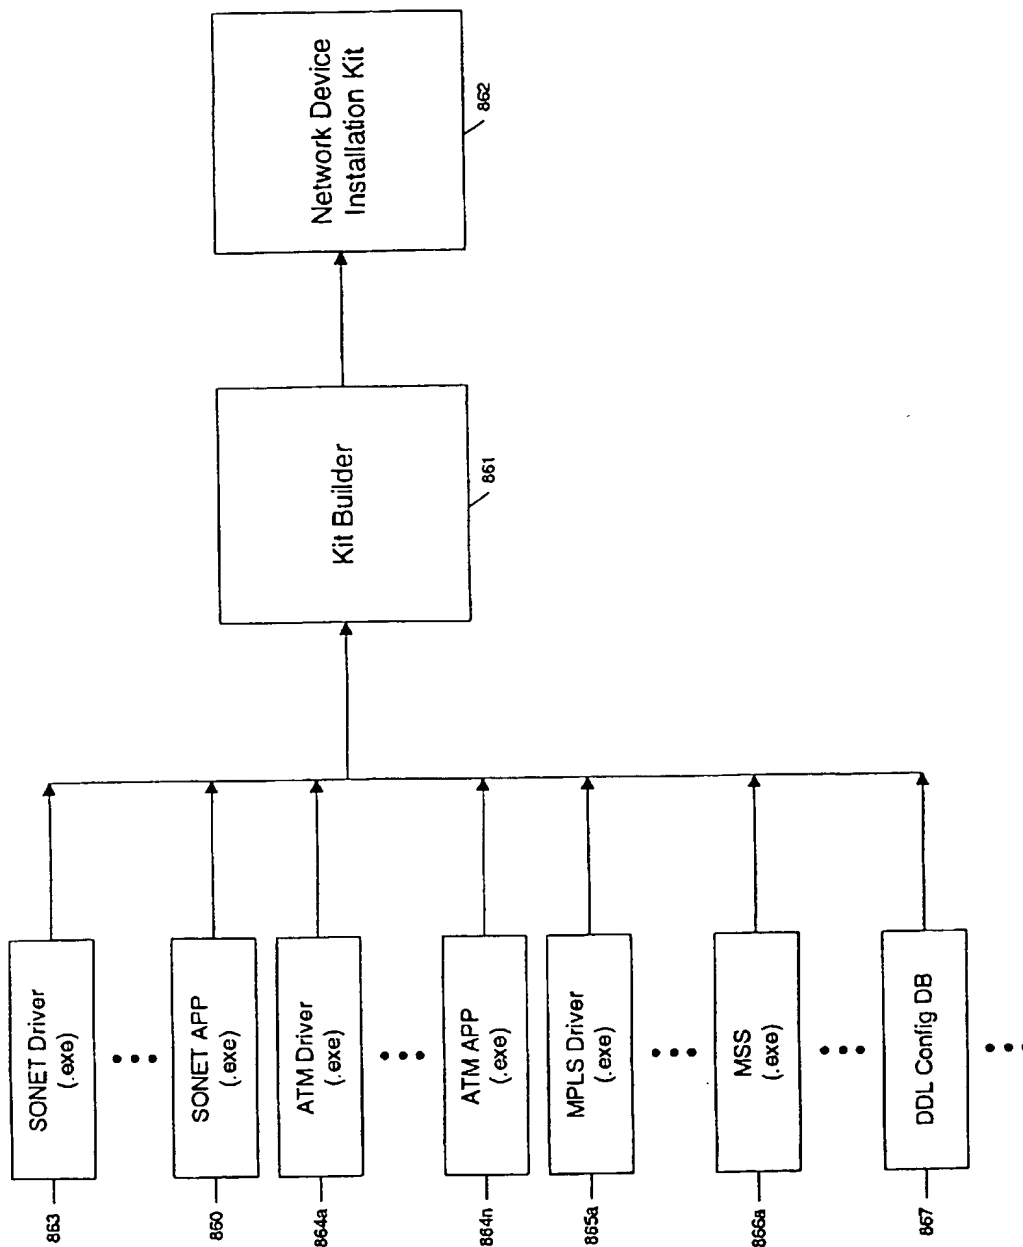 863
SONET Driver
(.exe)
860
SONET APP
(.exe)
864a
ATM Driver
(.exe)
864n
ATM APP
(.exe)
865a
MPLS Driver
(.exe)
866a
MSS
(.exe)
867
DDL Config DB
Kit Builder
861
Network Device
Installation Kit
862